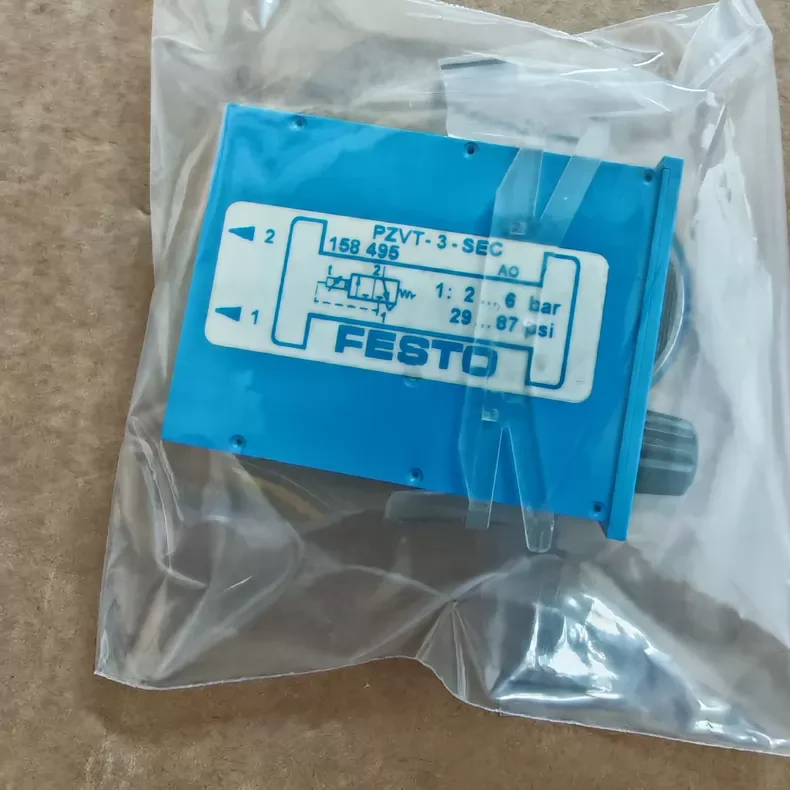 PZVT-3-SEC
158 495
AO
2
t
2
1: 2...6 bar
29...87 psi
1
1
FESTO